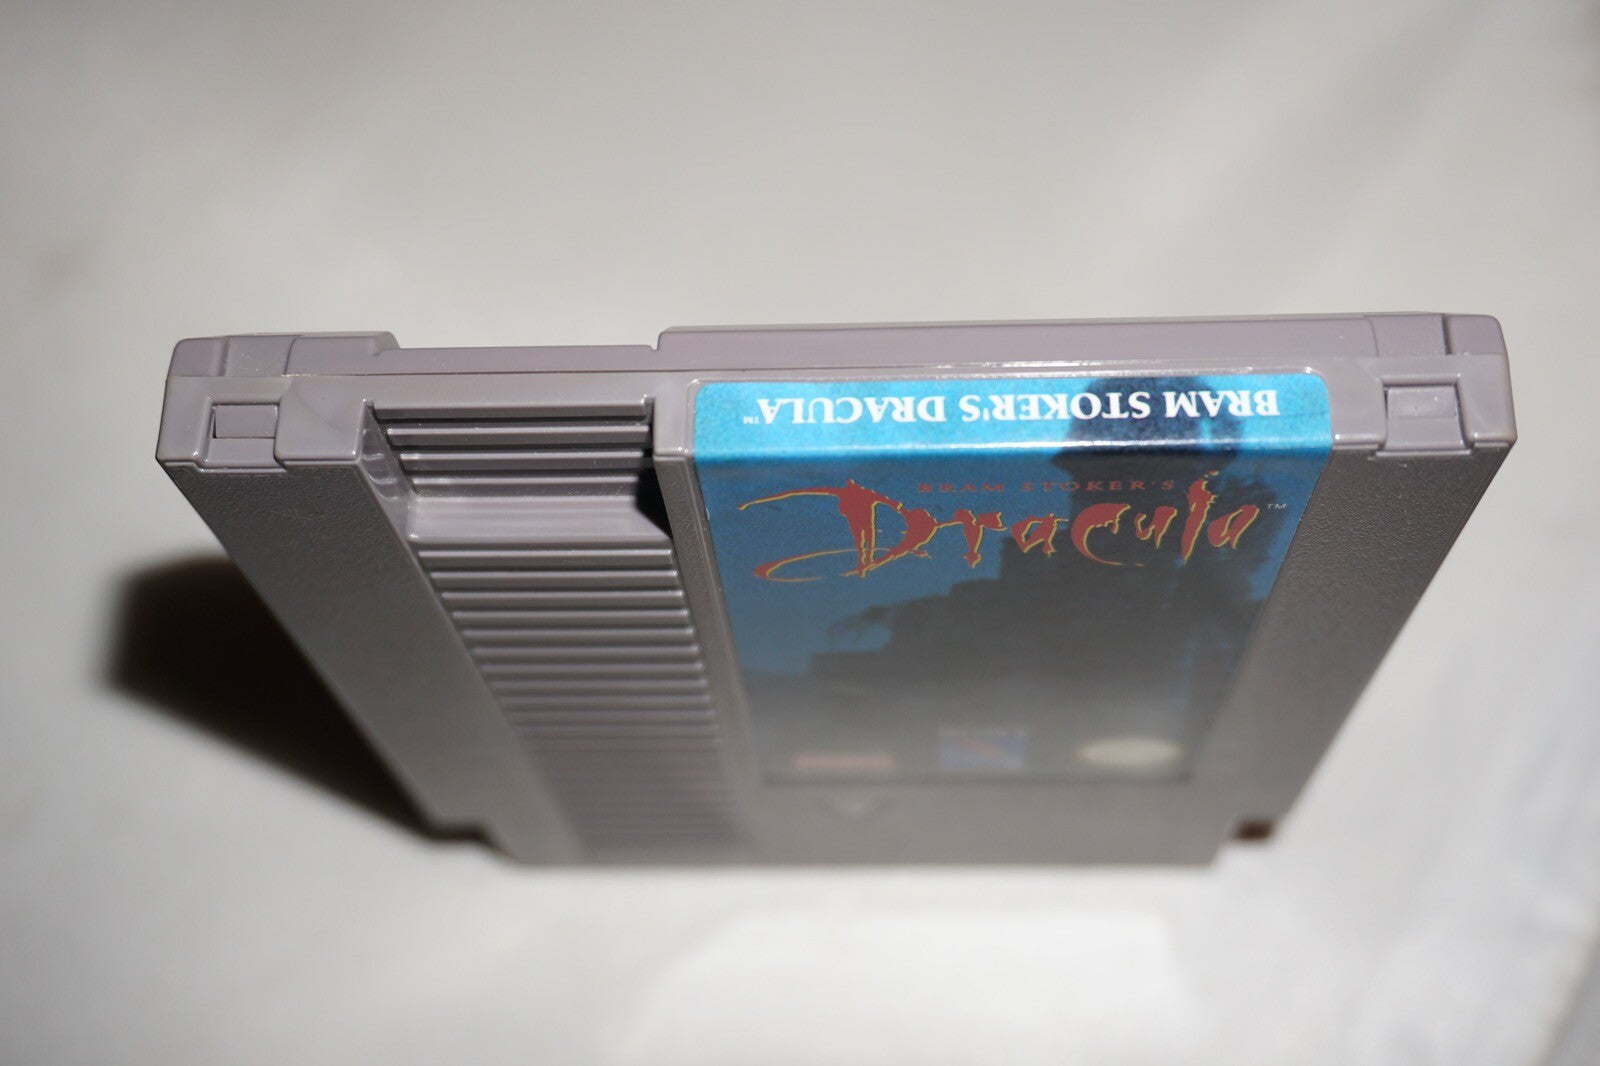 BRAM STOKER'S DRACULA™
BRAM STOKER'S
Dracula™